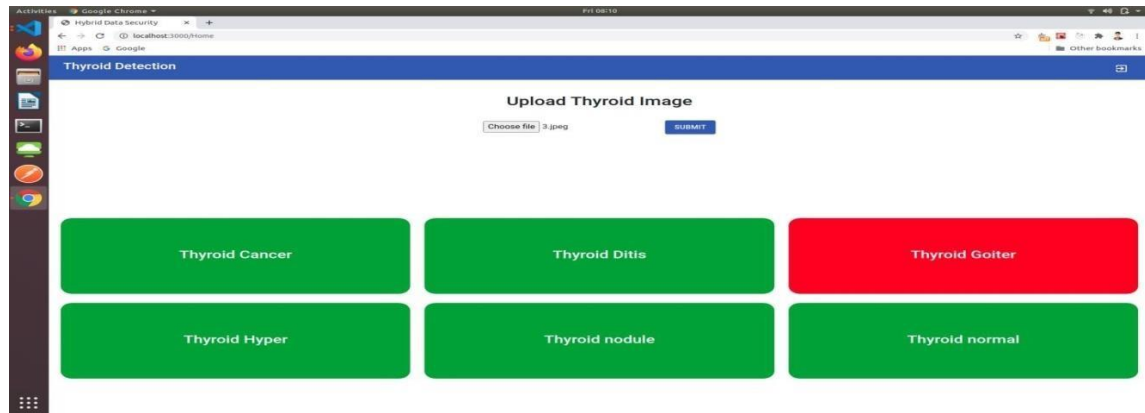 Activities Google Chrome Fri 06:10
Hybrid Data Security × +
localhost:3000/Home
Apps G Google Other bookmarks
Thyroid Detection
Upload Thyroid Image
Choose file 3.jpeg SUBMIT
Thyroid Cancer Thyroid Ditis Thyroid Goiter
Thyroid Hyper Thyroid nodule Thyroid normal